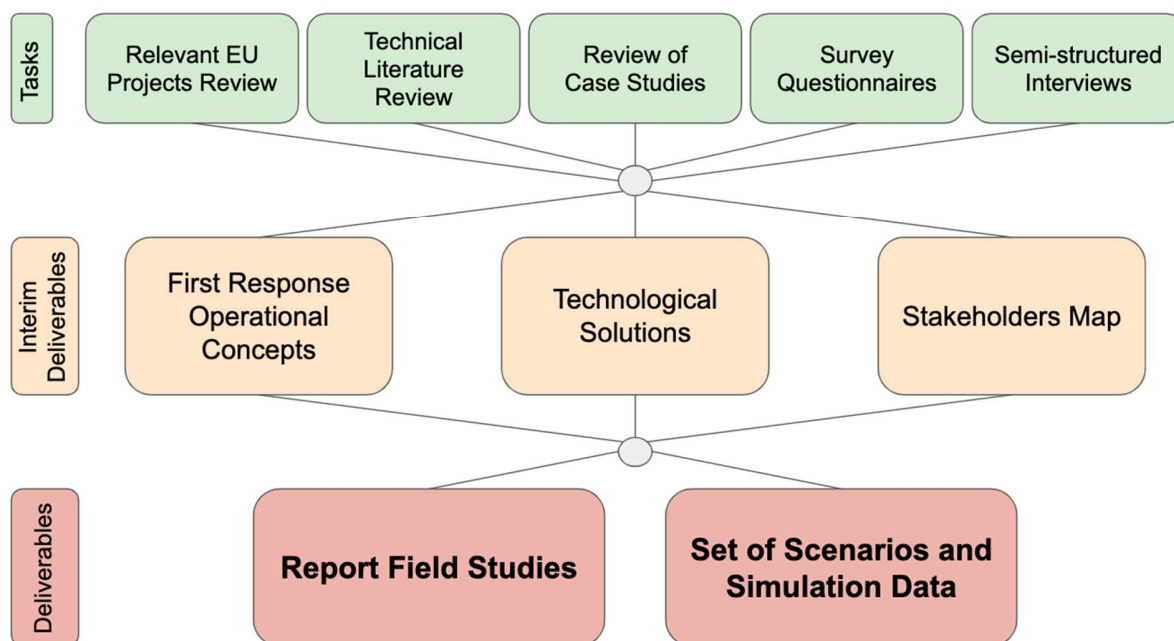 Tasks
Relevant EU
Projects Review
Technical
Literature
Review
Review of
Case Studies
Survey
Questionnaires
Semi-structured
Interviews
Interim
Deliverables
First Response
Operational
Concepts
Technological
Solutions
Stakeholders Map
Deliverables
Report Field Studies
Set of Scenarios and
Simulation Data